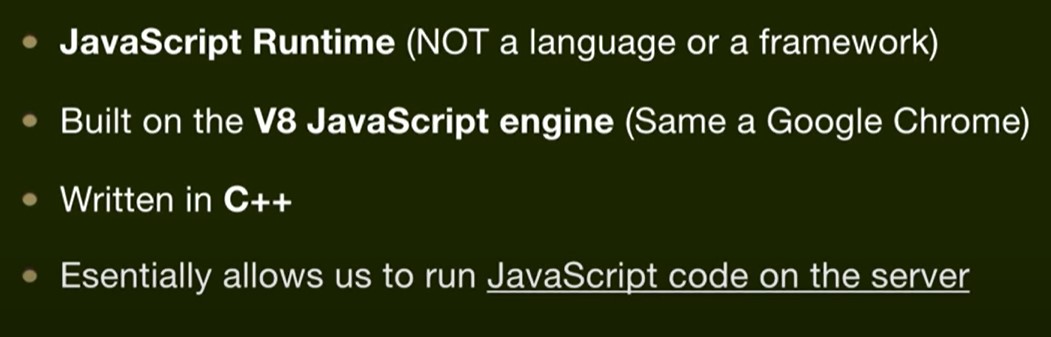 JavaScript Runtime (NOT a language or a framework)
Built on the V8 JavaScript engine (Same a Google Chrome)
Written in C++
Esentially allows us to run JavaScript code on the server